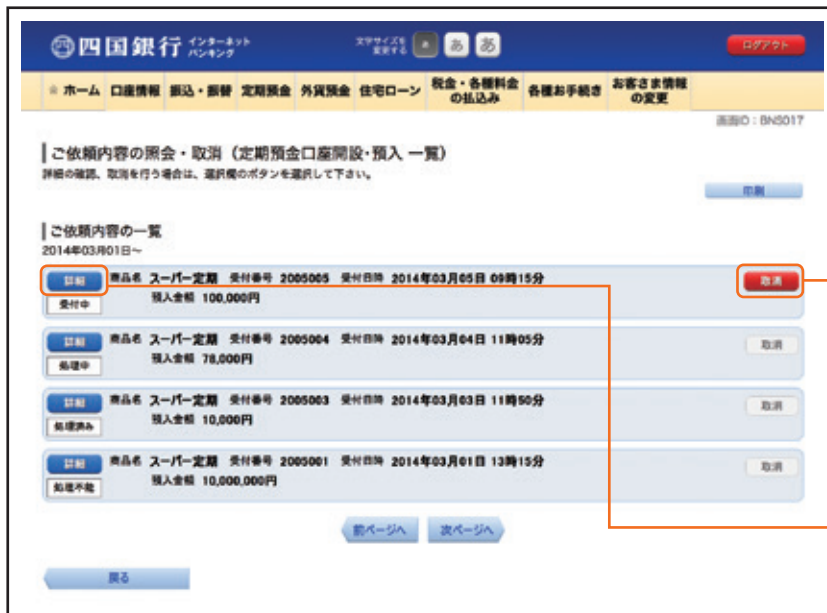 四国銀行 インターネット バンキング 文字サイズを変更する あ あ ログアウト
ホーム 口座情報 振込・振替 定期預金 外貨預金 住宅ローン 税金・各種料金の払込み 各種お手続き お客さま情報の変更
画面ID：BNS017
ご依頼内容の照会・取消（定期預金口座開設・預入 一覧）
詳細の確認、取消を行う場合は、選択欄のボタンを選択して下さい。
印刷
ご依頼内容の一覧
2014年03月01日～
詳細 商品名 スーパー定期 受付番号 2005005 受付日時 2014年03月05日 09時15分 取消
受付中 預入金額 100,000円
詳細 商品名 スーパー定期 受付番号 2005004 受付日時 2014年03月04日 11時05分 取消
処理中 預入金額 78,000円
詳細 商品名 スーパー定期 受付番号 2005003 受付日時 2014年03月03日 11時50分 取消
処理済み 預入金額 10,000円
詳細 商品名 スーパー定期 受付番号 2005001 受付日時 2014年03月01日 13時15分 取消
処理不能 預入金額 10,000,000円
前ページへ 次ページへ
戻る